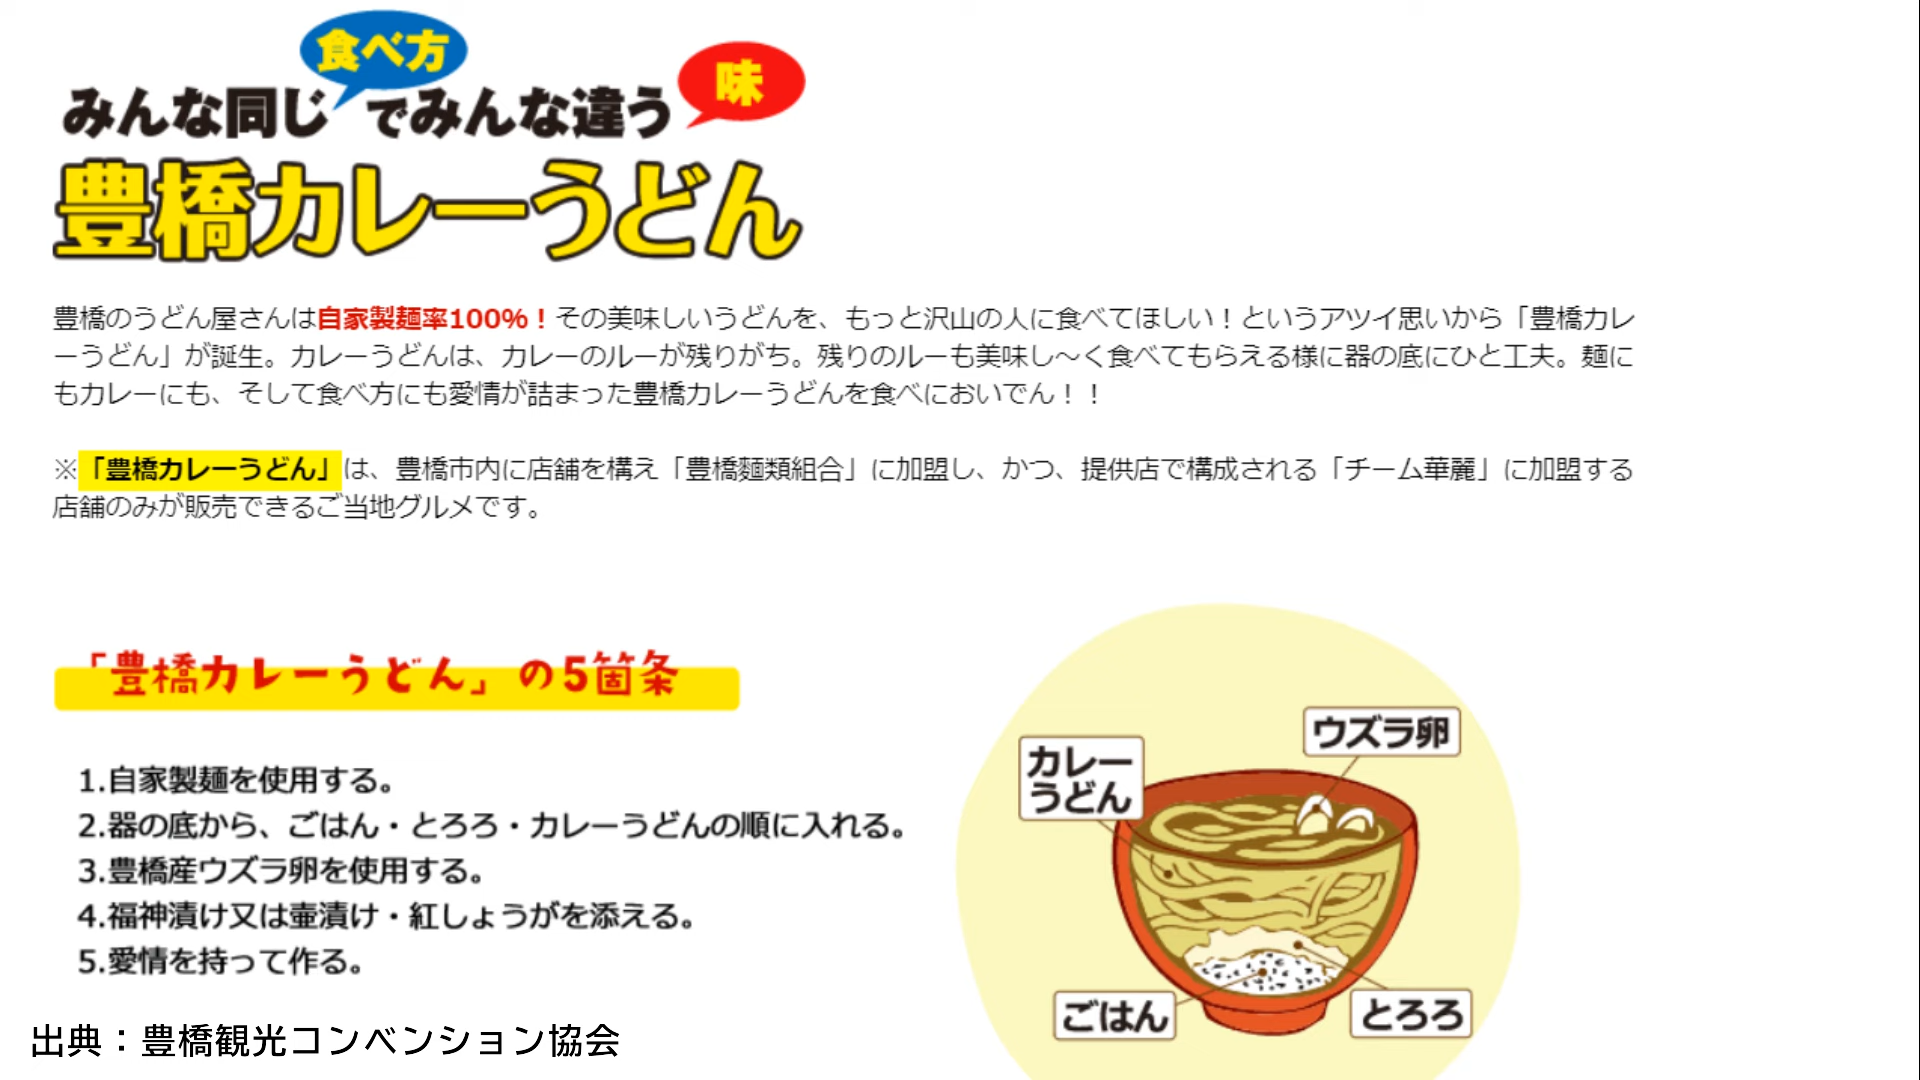 みんな同じ食べ方でみんな違う味
豊橋カレーうどん
豊橋のうどん屋さんは自家製麺率100%！その美味しいうどんを、もっと沢山の人に食べてほしい！というアツイ思いから「豊橋カレ
ーうどん」が誕生。カレーうどんは、カレーのルーが残りがち。残りのルーも美味し～く食べてもらえる様に器の底にひと工夫。麺に
もカレーにも、そして食べ方にも愛情が詰まった豊橋カレーうどんを食べにおいでん！！
※「豊橋カレーうどん」は、豊橋市内に店舗を構え「豊橋麵類組合」に加盟し、かつ、提供店で構成される「チーム華麗」に加盟する
店舗のみが販売できるご当地グルメです。
「豊橋カレーうどん」の5箇条
1.自家製麺を使用する。
2.器の底から、ごはん・とろろ・カレーうどんの順に入れる。
3.豊橋産ウズラ卵を使用する。
4.福神漬け又は壷漬け・紅しょうがを添える。
5.愛情を持って作る。
ウズラ卵
カレー
うどん
ごはん
とろろ
出典：豊橋観光コンベンション協会